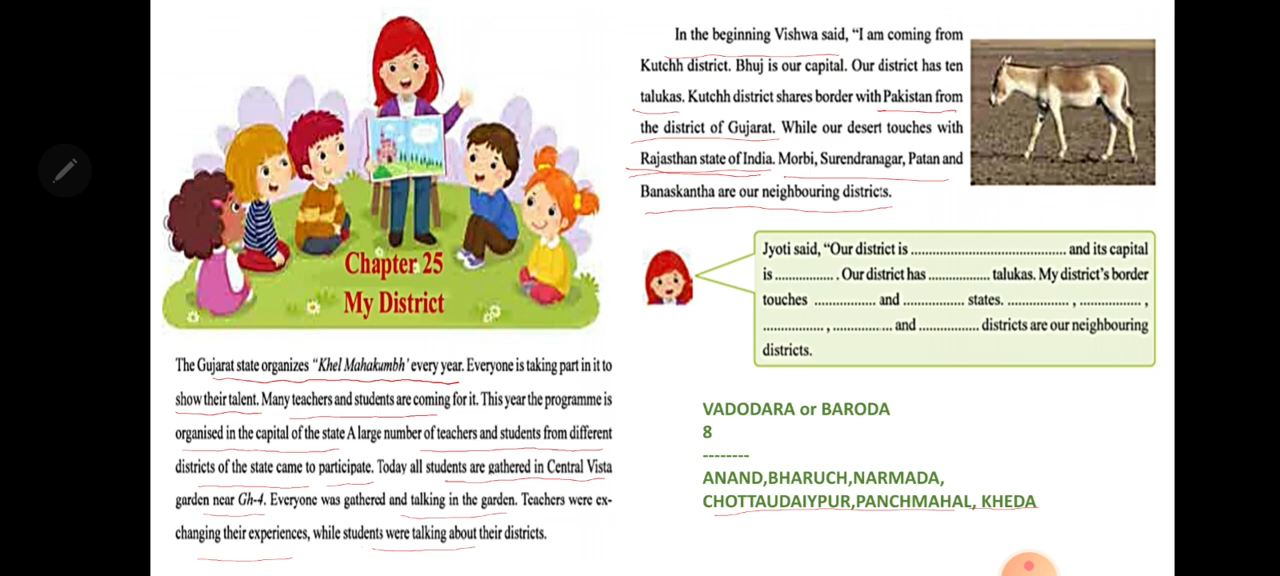 Chapter 25
My District
The Gujarat state organizes “Khel Mahakumbh’ every year. Everyone is taking part in it to
show their talent. Many teachers and students are coming for it. This year the programme is
organised in the capital of the state A large number of teachers and students from different
districts of the state came to participate. Today all students are gathered in Central Vista
garden near Gh-4. Everyone was gathered and talking in the garden. Teachers were ex-
changing their experiences, while students were talking about their districts.
In the beginning Vishwa said, “I am coming from
Kutchh district. Bhuj is our capital. Our district has ten
talukas. Kutchh district shares border with Pakistan from
the district of Gujarat. While our desert touches with
Rajasthan state of India. Morbi, Surendranagar, Patan and
Banaskantha are our neighbouring districts.
Jyoti said, “Our district is .......................................... and its capital
is ................ . Our district has ................ talukas. My district’s border
touches ................ and ................ states. ................ , ................ ,
................ , ................ and ................ districts are our neighbouring
districts.
VADODARA or BARODA
8
--------
ANAND,BHARUCH,NARMADA,
CHOTTAUDAIYPUR,PANCHMAHAL, KHEDA